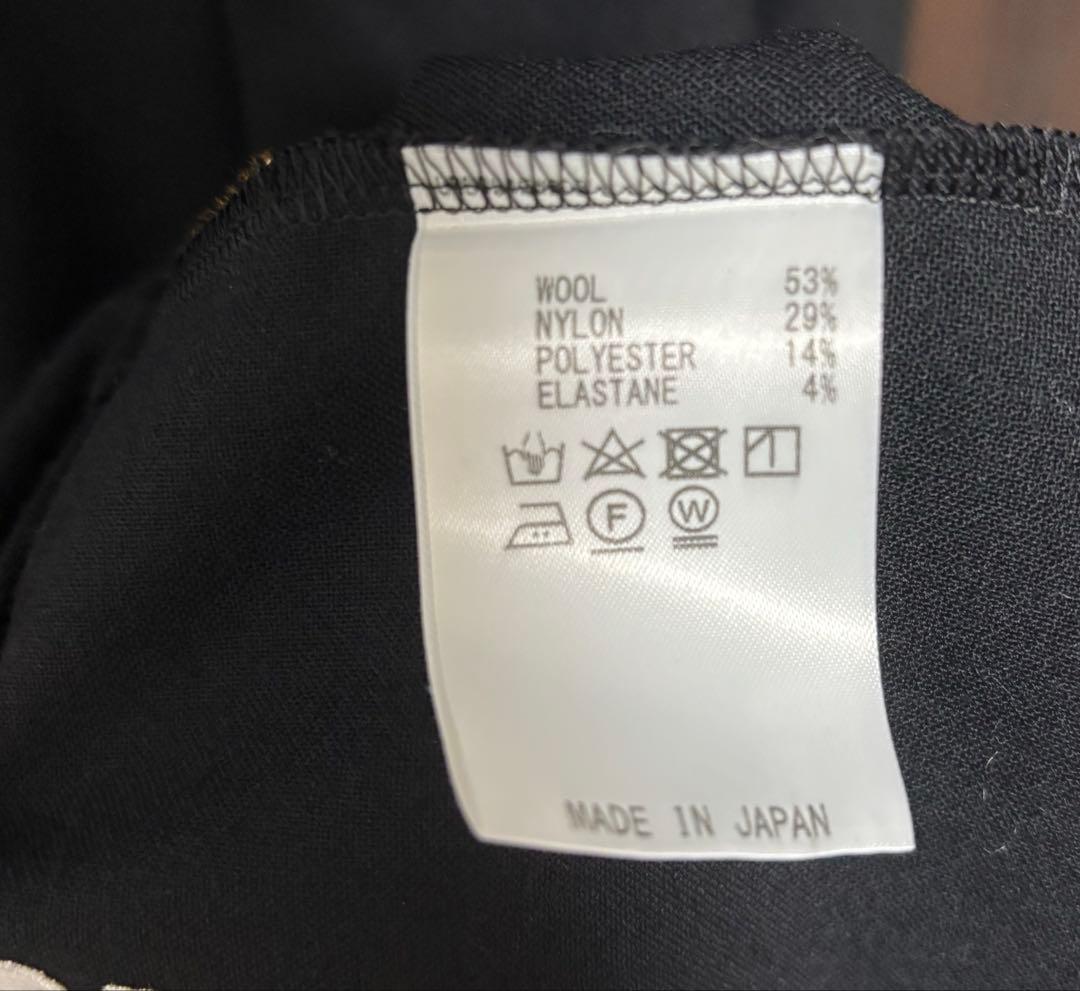 WOOL 53%
NYLON 29%
POLYESTER 14%
ELASTANE 4%
F W
MADE IN JAPAN